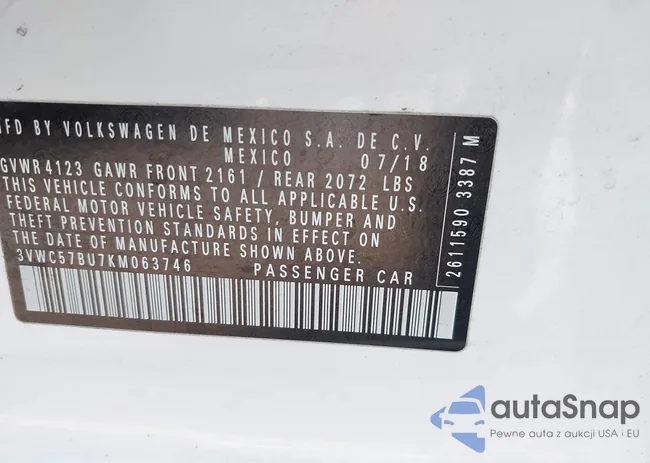 MFD BY VOLKSWAGEN DE MEXICO S.A. DE C.V.
MEXICO 07/18
GVWR 4123 GAWR FRONT 2161 / REAR 2072 LBS
THIS VEHICLE CONFORMS TO ALL APPLICABLE U.S.
FEDERAL MOTOR VEHICLE SAFETY, BUMPER AND
THEFT PREVENTION STANDARDS IN EFFECT ON
THE DATE OF MANUFACTURE SHOWN ABOVE.
3VWC57BU7KM063746 PASSENGER CAR
2611590 3387 M
autaSnap
Pewne auta z aukcji USA i EU